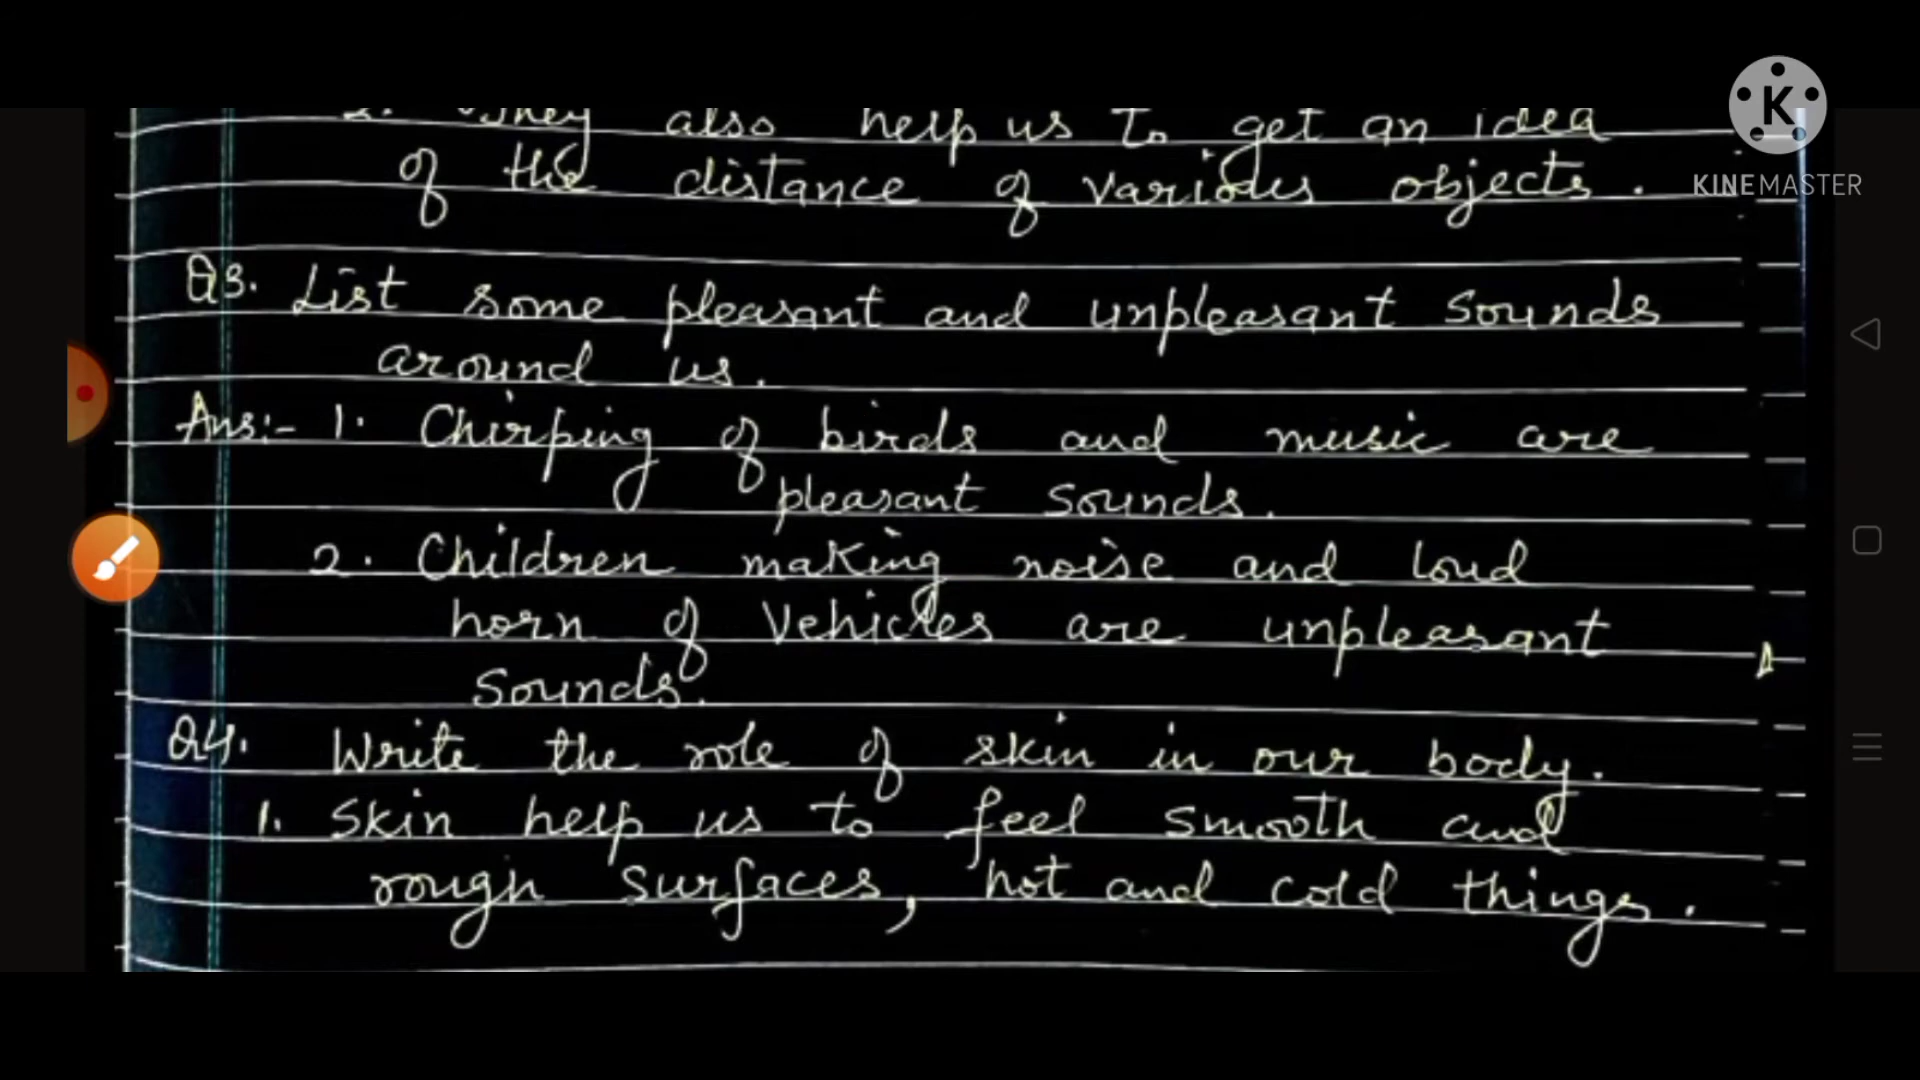 2. They also help us to get an idea
of the distance of various objects.
Q3. List some pleasant and unpleasant sounds
around us.
Ans:- 1. Chirping of birds and music are
pleasant sounds.
2. Children making noise and loud
horn of vehicles are unpleasant
sounds.
Q4. Write the role of skin in our body.
1. Skin help us to feel smooth and
rough surfaces, hot and cold things.
K
KINEMASTER